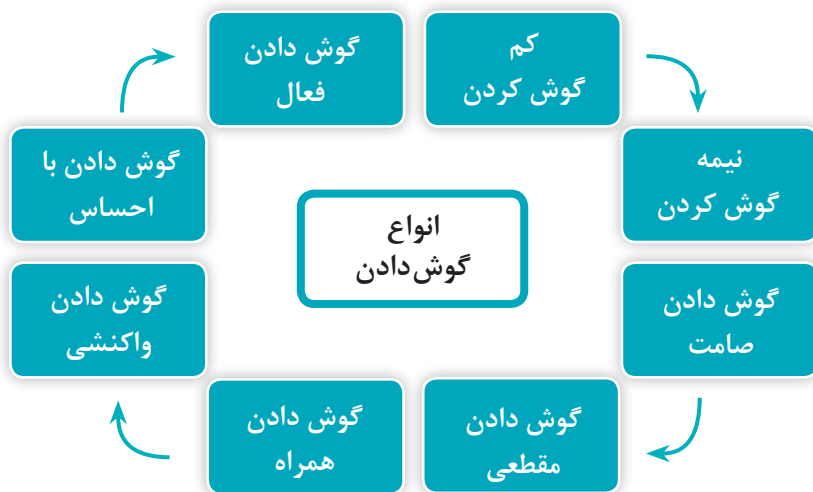 انواع
گوش‌دادن
کم
گوش کردن
نیمه
گوش کردن
گوش دادن
صامت
گوش دادن
مقطعی
گوش دادن
همراه
گوش دادن
واکنشی
گوش دادن با
احساس
گوش دادن
فعال